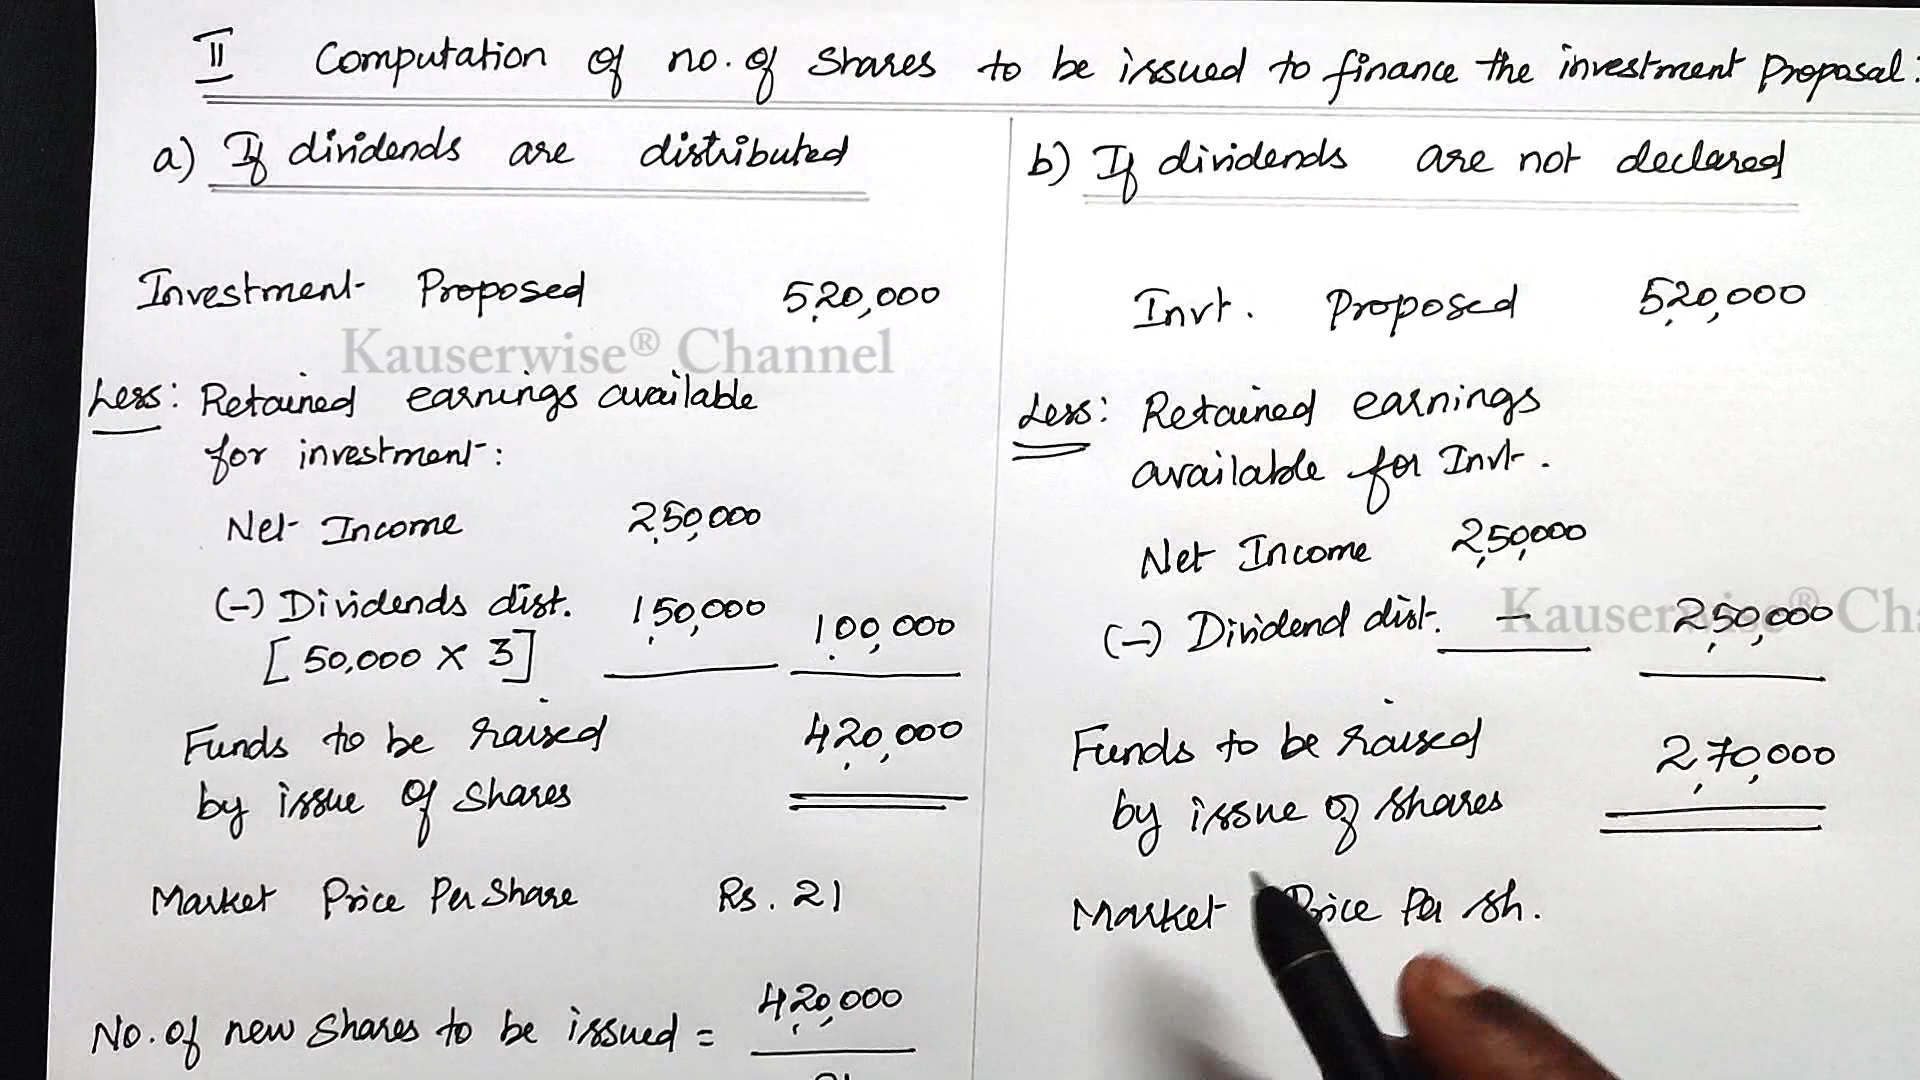 II Computation of no. of shares to be issued to finance the investment Proposal:
a) If dividends are distributed
Investment Proposed 5,20,000
Kauserwise® Channel
Less: Retained earnings available
for investment:
Net Income 2,50,000
(-) Dividends dist. 1,50,000 1,00,000
[50,000 X 3]
Funds to be raised 4,20,000
by issue of shares
Market Price Per Share Rs. 21
No. of new shares to be issued = 4,20,000
b) If dividends are not declared
Invt. Proposed 5,20,000
Less: Retained earnings
available for Invt.
Net Income 2,50,000
(-) Dividend dist. - 2,50,000
Kauserwise® Cha
Funds to be raised 2,70,000
by issue of shares
Market Price Per Sh.